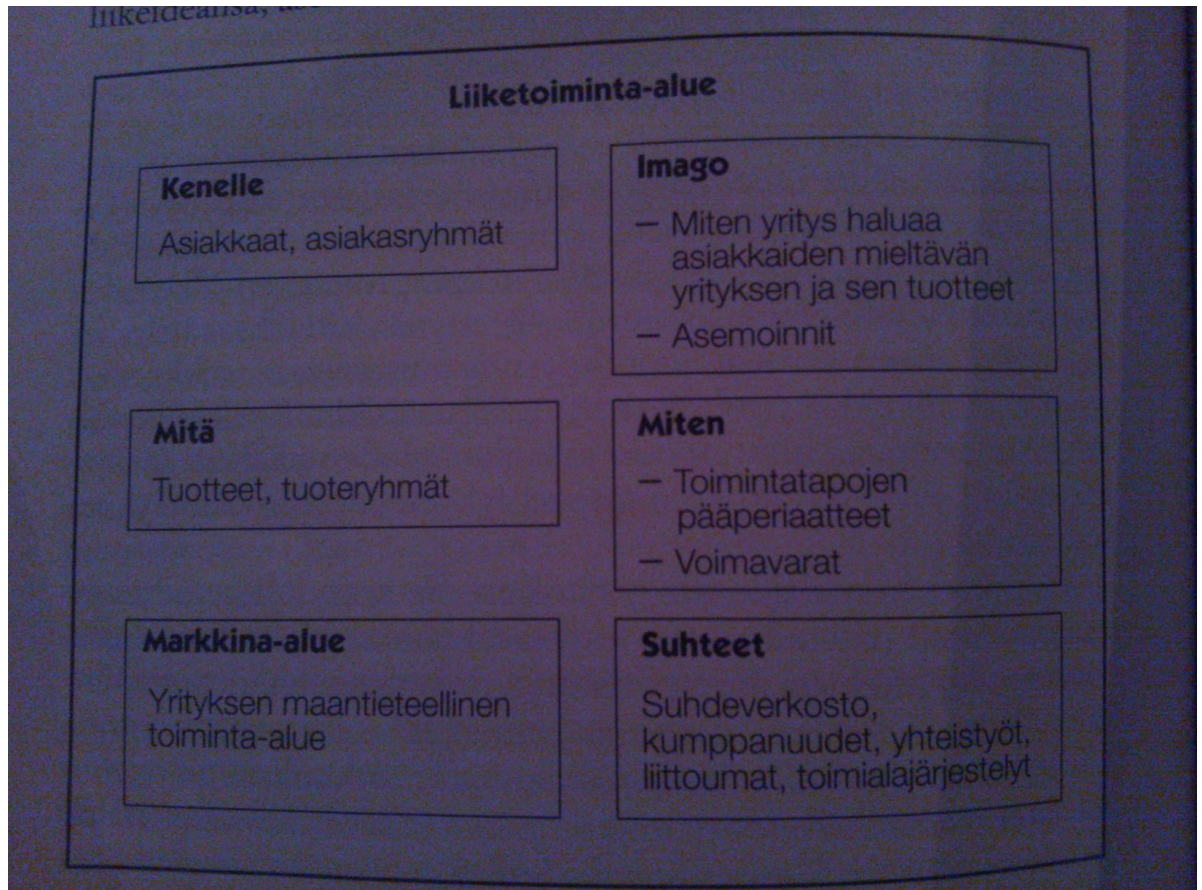 liikeideansa,
Liiketoiminta-alue
Kenelle
Asiakkaat, asiakasryhmät
Imago
– Miten yritys haluaa
asiakkaiden mieltävän
yrityksen ja sen tuotteet
– Asemoinnit
Mitä
Tuotteet, tuoteryhmät
Miten
– Toimintatapojen
pääperiaatteet
– Voimavarat
Markkina-alue
Yrityksen maantieteellinen
toiminta-alue
Suhteet
Suhdeverkosto,
kumppanuudet, yhteistyöt,
liittoumat, toimialajärjestelyt